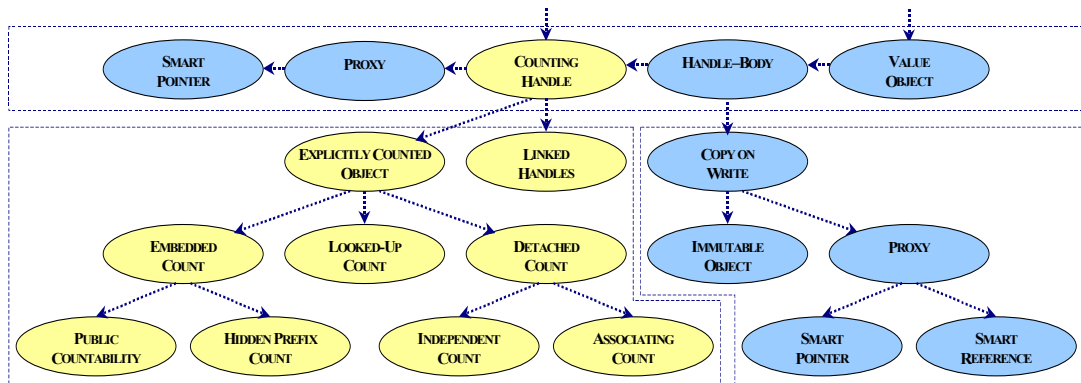 SMART
POINTER
PROXY
COUNTING
HANDLE
HANDLE–BODY
VALUE
OBJECT
EXPLICITLY COUNTED
OBJECT
LINKED
HANDLES
COPY ON
WRITE
EMBEDDED
COUNT
LOOKED-UP
COUNT
DETACHED
COUNT
IMMUTABLE
OBJECT
PROXY
PUBLIC
COUNTABILITY
HIDDEN PREFIX
COUNT
INDEPENDENT
COUNT
ASSOCIATING
COUNT
SMART
POINTER
SMART
REFERENCE